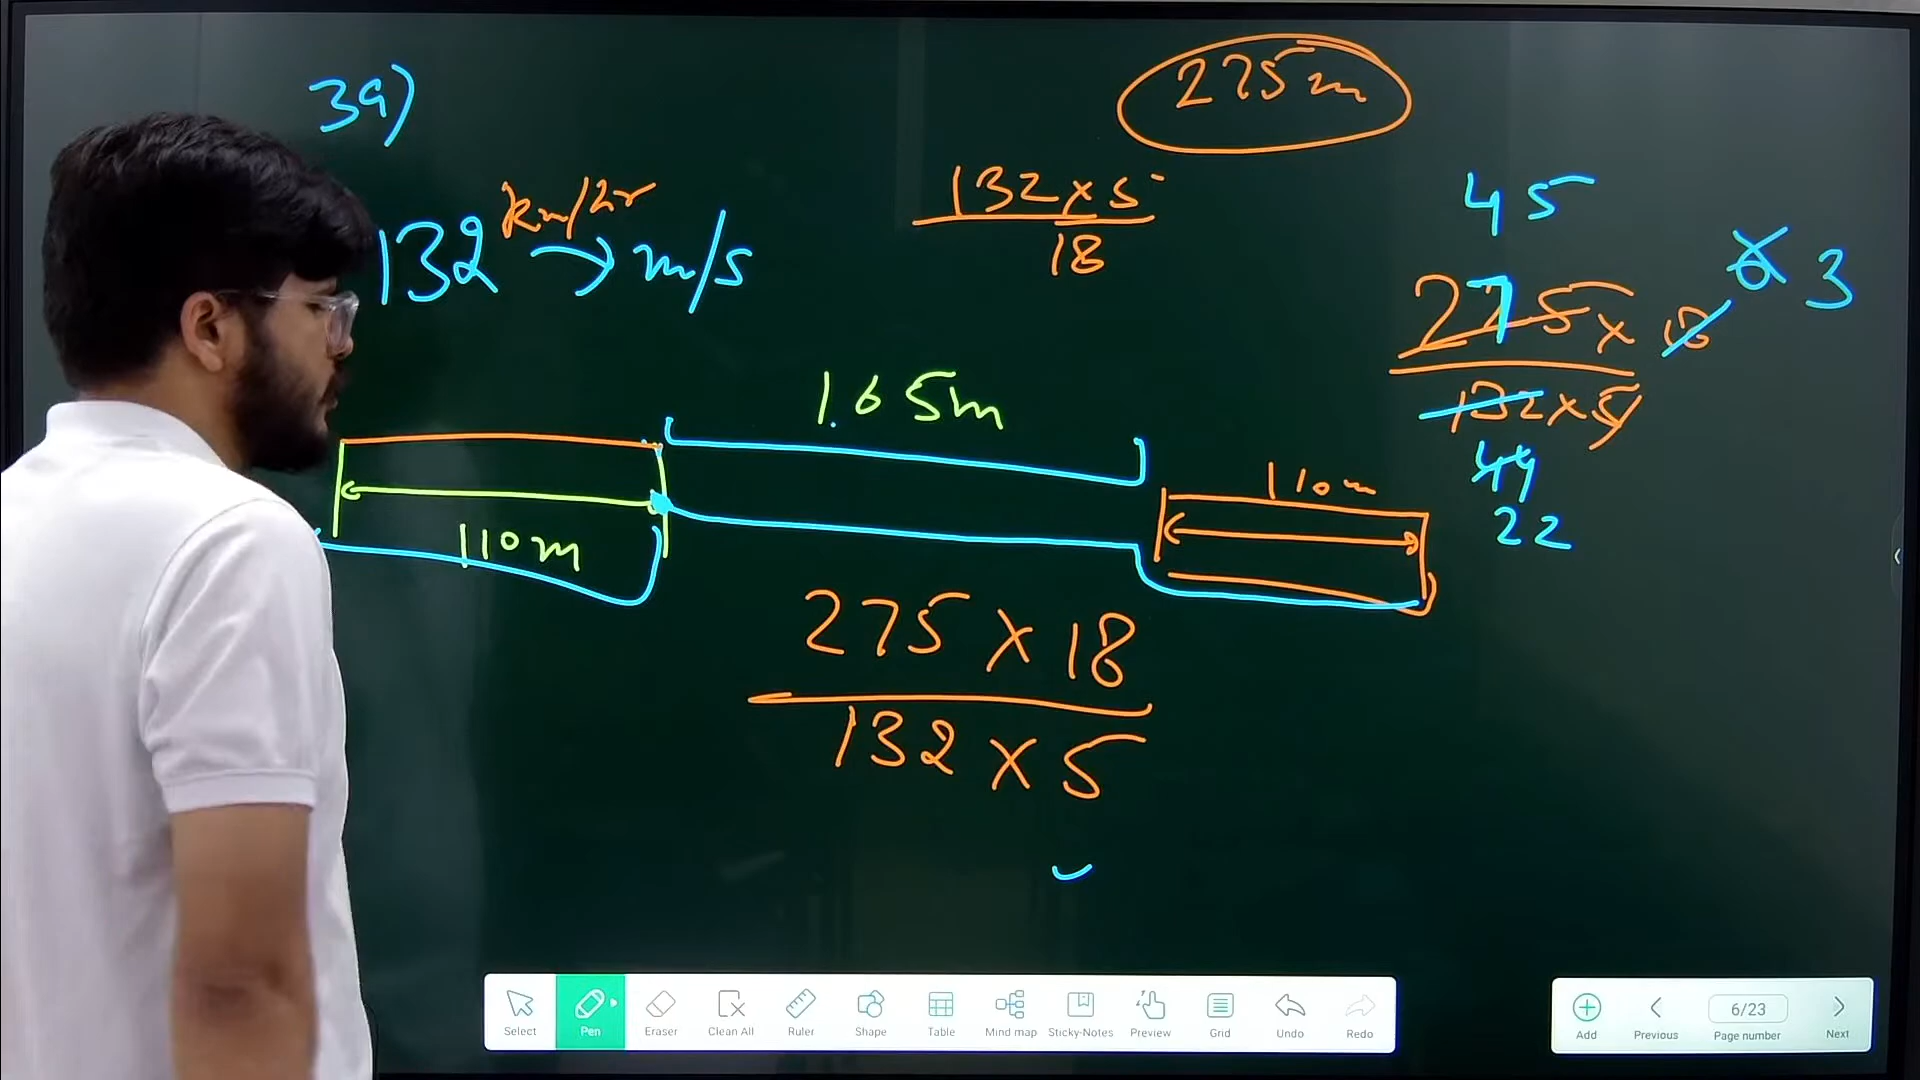 39)
275m
132 km/hr → m/s
132 × 5
18
45
275 × 18 6 3
132 × 5
44
22
165m
110m
110m
275 × 18
132 × 5
Select Pen Eraser Clean All Ruler Shape Table Mind map Sticky-Notes Preview Grid Undo Redo
Add Previous 6/23 Page number Next